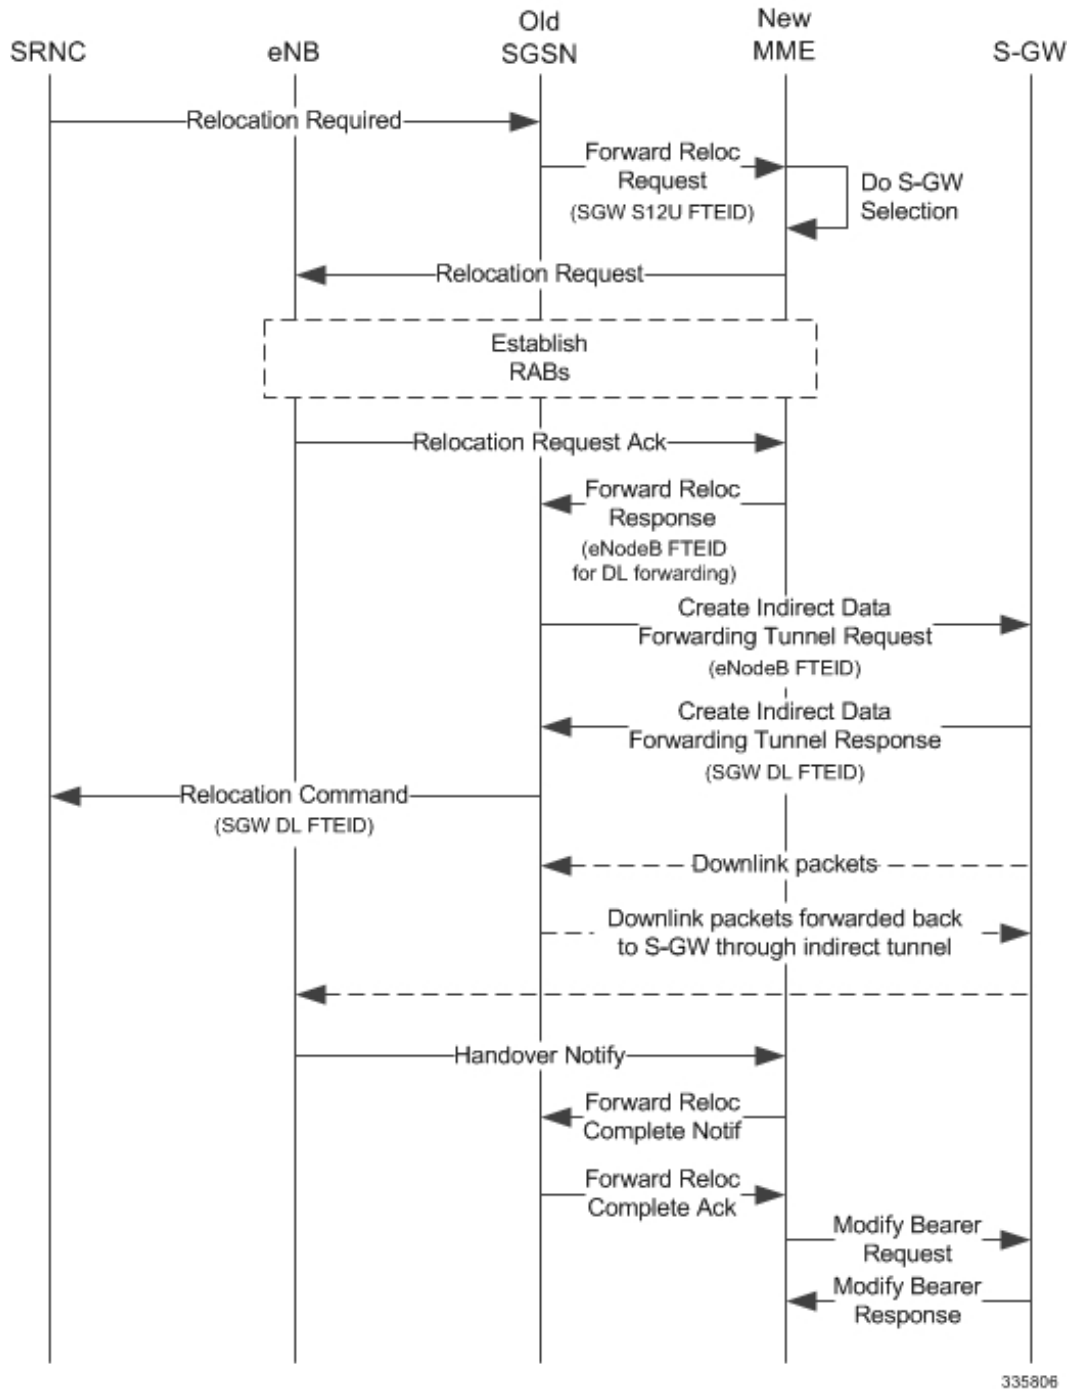 Old
New
SRNC
eNB
SGSN
MME
S-GW
Relocation Required
Forward Reloc
Request
(SGW S12U FTEID)
Do S-GW
Selection
Relocation Request
Establish
RABs
Relocation Request Ack
Forward Reloc
Response
(eNodeB FTEID
for DL forwarding)
Create Indirect Data
Forwarding Tunnel Request
(eNodeB FTEID)
Create Indirect Data
Forwarding Tunnel Response
(SGW DL FTEID)
Relocation Command
(SGW DL FTEID)
Downlink packets
Downlink packets forwarded back
to S-GW through indirect tunnel
Handover Notify
Forward Reloc
Complete Notif
Forward Reloc
Complete Ack
Modify Bearer
Request
Modify Bearer
Response
335806